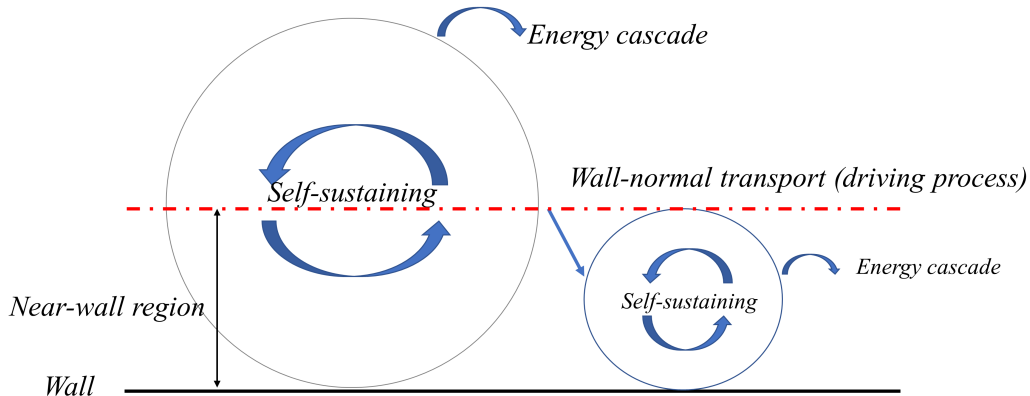 Energy cascade
Wall-normal transport (driving process)
Self-sustaining
Energy cascade
Self-sustaining
Near-wall region
Wall